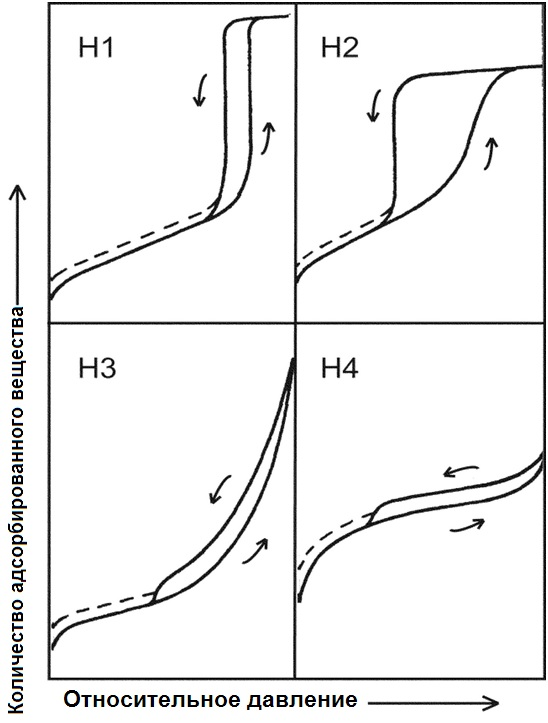 H1
H2
H3
H4
Количество адсорбированного вещества
Относительное давление